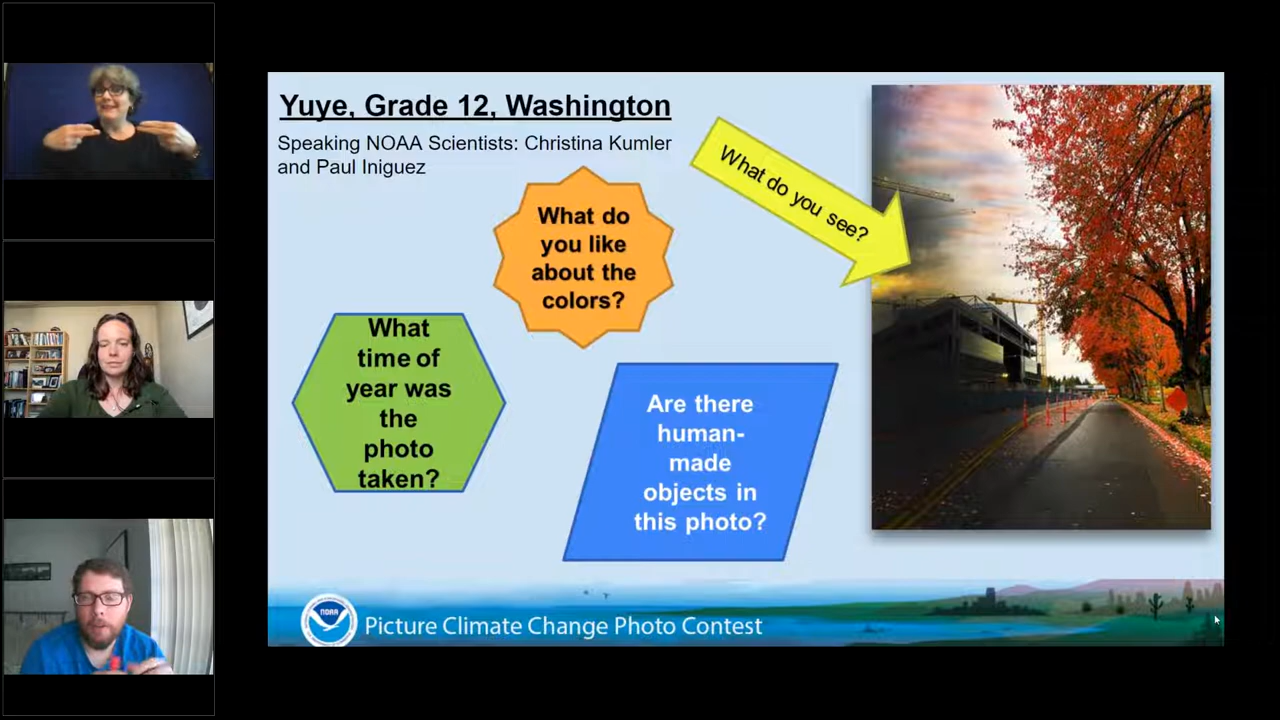 Yuye, Grade 12, Washington
Speaking NOAA Scientists: Christina Kumler
and Paul Iniguez
What do you see?
What do
you like
about the
colors?
What
time of
year was
the
photo
taken?
Are there
human-
made
objects in
this photo?
NOAA
Picture Climate Change Photo Contest